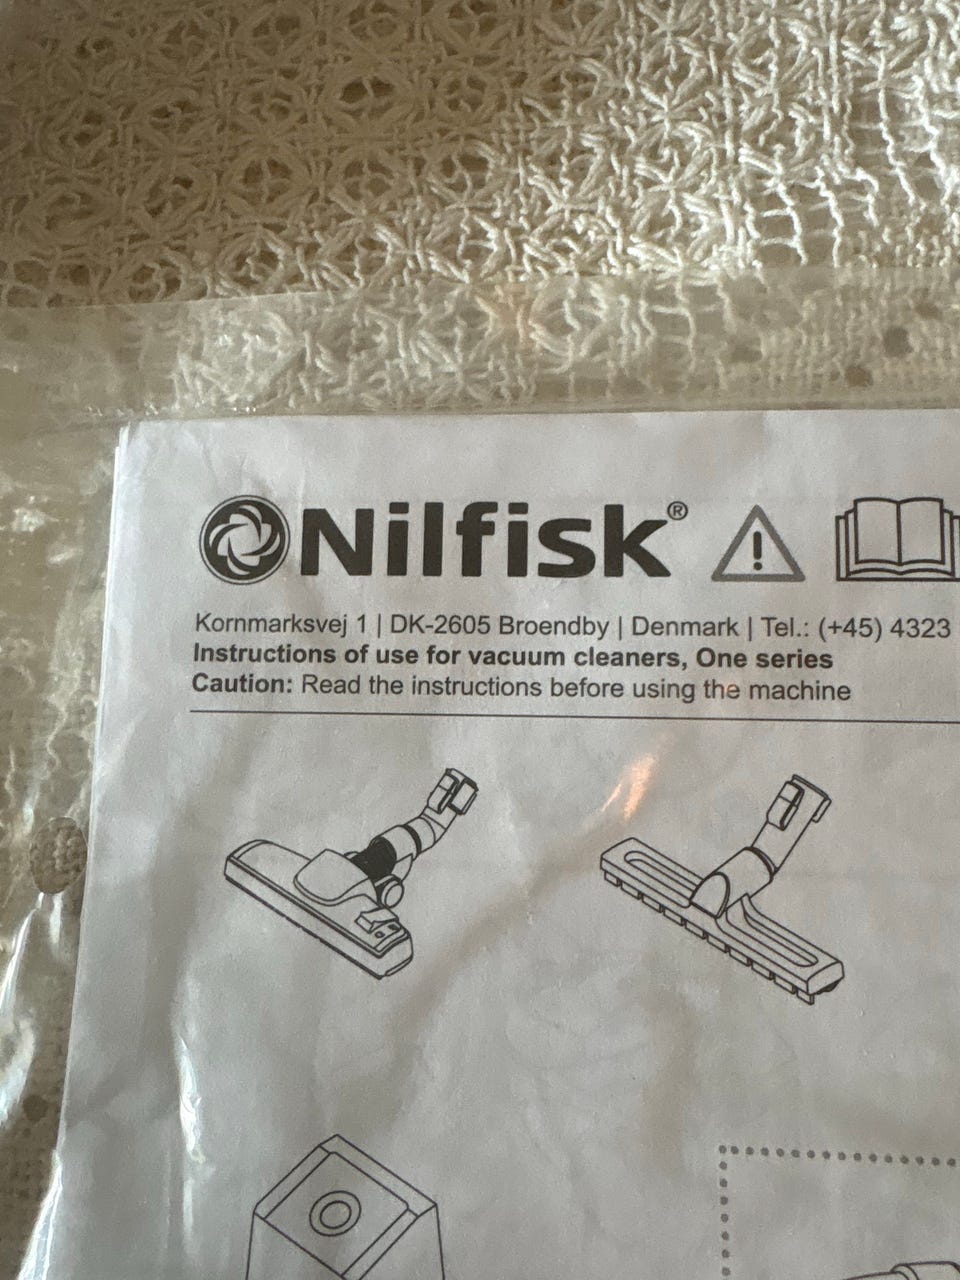 Nilfisk®
Kornmarksvej 1 | DK-2605 Broendby | Denmark | Tel.: (+45) 4323
Instructions of use for vacuum cleaners, One series
Caution: Read the instructions before using the machine